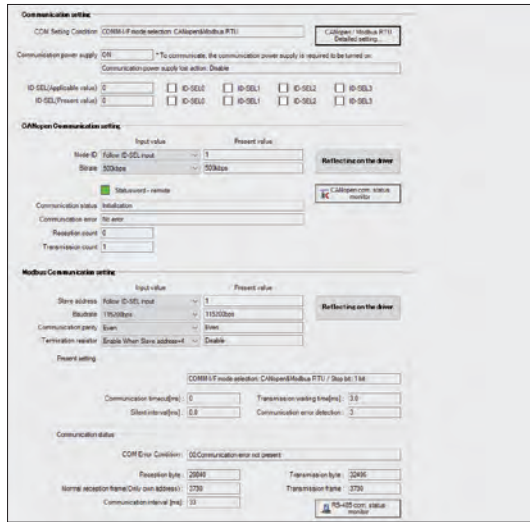 Communication setting
COM Setting Condition COMM-I/F mode selection: CANopen&Modbus RTU CANopen / Modbus RTU
Detailed setting...
Communication power supply ON * To communicate, the communication power supply is required to be turned on
Communication power supply loss action: Disable
ID-SEL(Applicable value) 0 ID-SEL0 ID-SEL1 ID-SEL2 ID-SEL3
ID-SEL(Present value) 0 ID-SEL0 ID-SEL1 ID-SEL2 ID-SEL3
CANopen Communication setting
Input value Present value
Node ID Follow ID-SEL input 1 Reflecting on the driver
Bitrate 500kbps 500kbps
Statusword - remote CANopen com. status
monitor
Communication status Initialisation
Communication error No error
Reception count 0
Transmission count 1
Modbus Communication setting
Input value Present value
Slave address Follow ID-SEL input 1 Reflecting on the driver
Baudrate 115200bps 115200bps
Communication parity Even Even
Termination resistor Enable When Slave address= Disable
Present setting
COMM-I/F mode selection: CANopen&Modbus RTU / Stop bit: 1 bit
Communication timeout[ms] : 0 Transmission waiting time[ms] : 3.0
Silent interval[ms] : 0.0 Communication error detection : 3
Communication status
COM Error Condition : 00:Communication error not present
Reception byte : Transmission byte :
Normal reception frame(Only own address) : 3730 Transmission frame : 3730
Communication interval [ms] : 33 RS-485 com. status
monitor